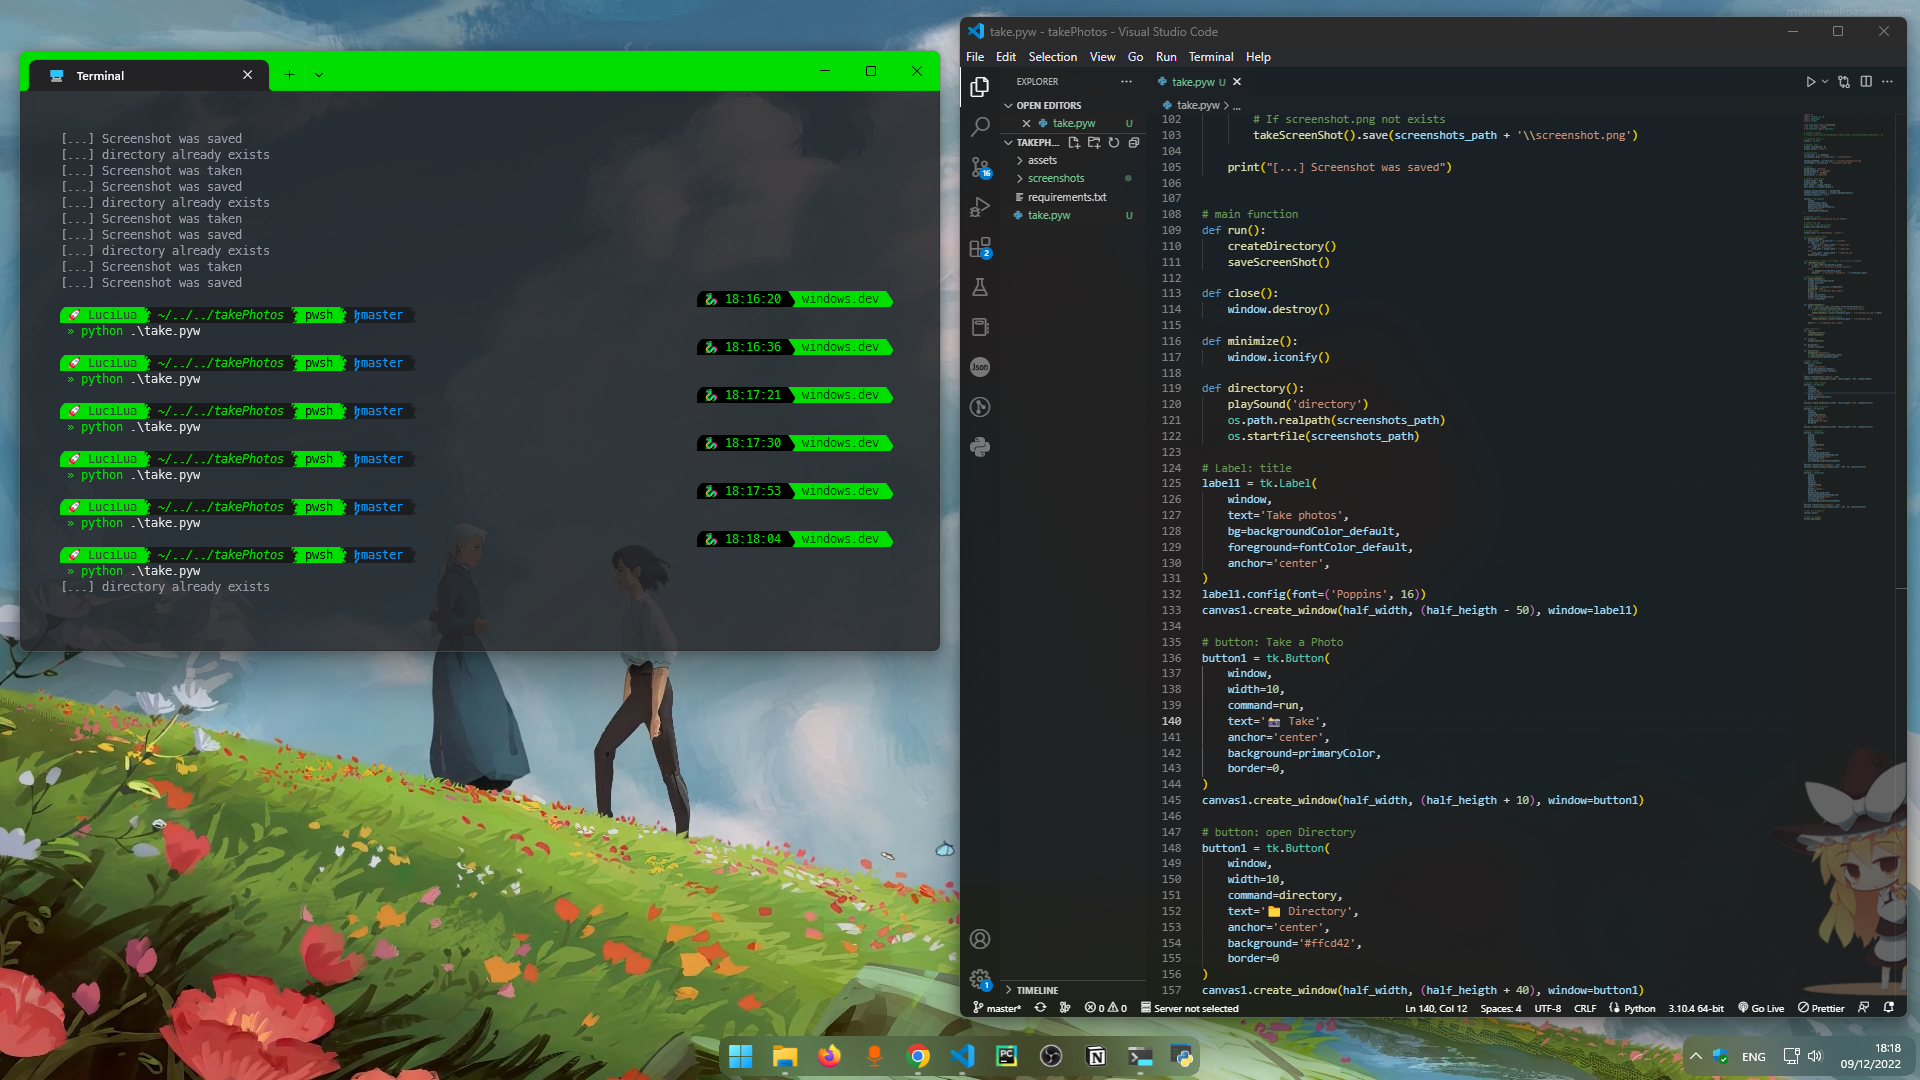 Terminal
[...] Screenshot was saved
[...] directory already exists
[...] Screenshot was taken
[...] Screenshot was saved
[...] directory already exists
[...] Screenshot was taken
[...] Screenshot was saved
[...] directory already exists
[...] Screenshot was taken
[...] Screenshot was saved
18:16:20 windows.dev
LuciLua ~/../../takePhotos pwsh master
» python .\take.pyw
18:16:36 windows.dev
LuciLua ~/../../takePhotos pwsh master
» python .\take.pyw
18:17:21 windows.dev
LuciLua ~/../../takePhotos pwsh master
» python .\take.pyw
18:17:30 windows.dev
LuciLua ~/../../takePhotos pwsh master
» python .\take.pyw
18:17:53 windows.dev
LuciLua ~/../../takePhotos pwsh master
» python .\take.pyw
18:18:04 windows.dev
LuciLua ~/../../takePhotos pwsh master
» python .\take.pyw
[...] directory already exists
take.pyw - takePhotos - Visual Studio Code
File Edit Selection View Go Run Terminal Help
EXPLORER
OPEN EDITORS
take.pyw U
TAKEPH...
assets
screenshots
requirements.txt
take.pyw U
TIMELINE
16
2
Json
1
take.pyw U
take.pyw > ...
102 # If screenshot.png not exists
103 takeScreenShot().save(screenshots_path + '\\screenshot.png')
104
105 print("[...] Screenshot was saved")
106
107
108 # main function
109 def run():
110 createDirectory()
111 saveScreenShot()
112
113 def close():
114 window.destroy()
115
116 def minimize():
117 window.iconify()
118
119 def directory():
120 playSound('directory')
121 os.path.realpath(screenshots_path)
122 os.startfile(screenshots_path)
123
124 # Label: title
125 label1 = tk.Label(
126 window,
127 text='Take photos',
128 bg=backgroundColor_default,
129 foreground=fontColor_default,
130 anchor='center',
131 )
132 label1.config(font=('Poppins', 16))
133 canvas1.create_window(half_width, (half_heigth - 50), window=label1)
134
135 # button: Take a Photo
136 button1 = tk.Button(
137 window,
138 width=10,
139 command=run,
140 text='📷 Take',
141 anchor='center',
142 background=primaryColor,
143 border=0,
144 )
145 canvas1.create_window(half_width, (half_heigth + 10), window=button1)
146
147 # button: open Directory
148 button1 = tk.Button(
149 window,
150 width=10,
151 command=directory,
152 text='📁 Directory',
153 anchor='center',
154 background='#ffcd42',
155 border=0
156 )
157 canvas1.create_window(half_width, (half_heigth + 40), window=button1)
master* 0 0 Server not selected Ln 140, Col 12 Spaces: 4 UTF-8 CRLF Python 3.10.4 64-bit Go Live Prettier
PC
ENG
18:18
09/12/2022